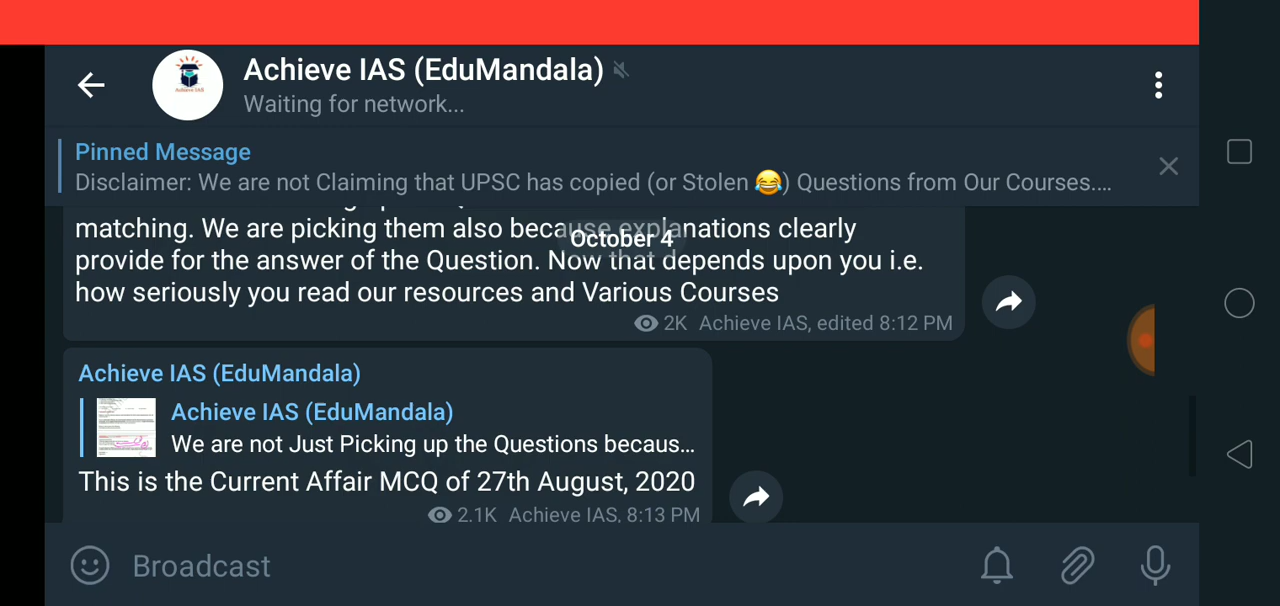 Achieve IAS (EduMandala)
Waiting for network...
Pinned Message
Disclaimer: We are not Claiming that UPSC has copied (or Stolen 😂) Questions from Our Courses....
matching. We are picking them also because explanations clearly
October 4
provide for the answer of the Question. Now that depends upon you i.e.
how seriously you read our resources and Various Courses
2K Achieve IAS, edited 8:12 PM
Achieve IAS (EduMandala)
Achieve IAS (EduMandala)
We are not Just Picking up the Questions becaus...
This is the Current Affair MCQ of 27th August, 2020
2.1K Achieve IAS, 8:13 PM
Broadcast